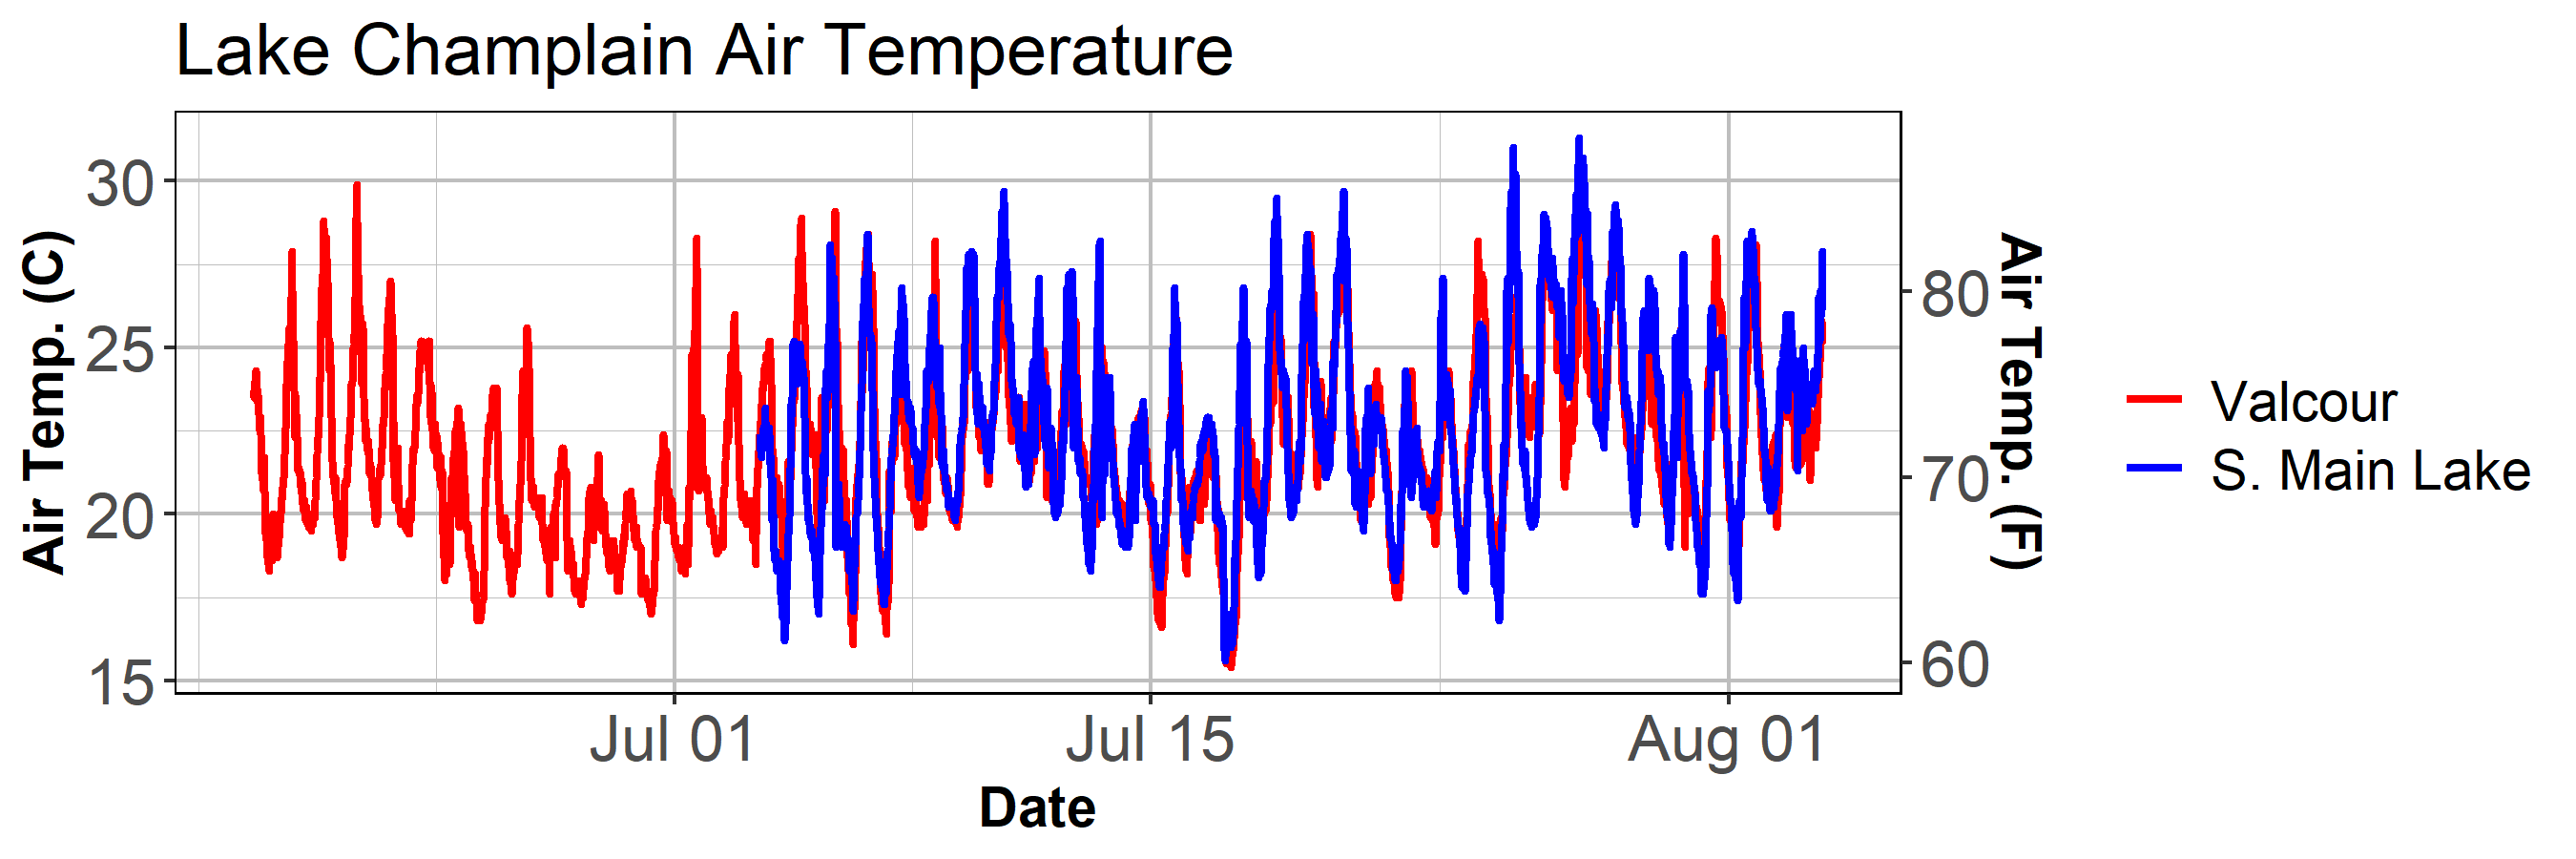 Lake Champlain Air Temperature
Air Temp. (C)
30
25
20
15
Air Temp. (F)
80
70
60
Jul 01
Jul 15
Aug 01
Date
Valcour
S. Main Lake